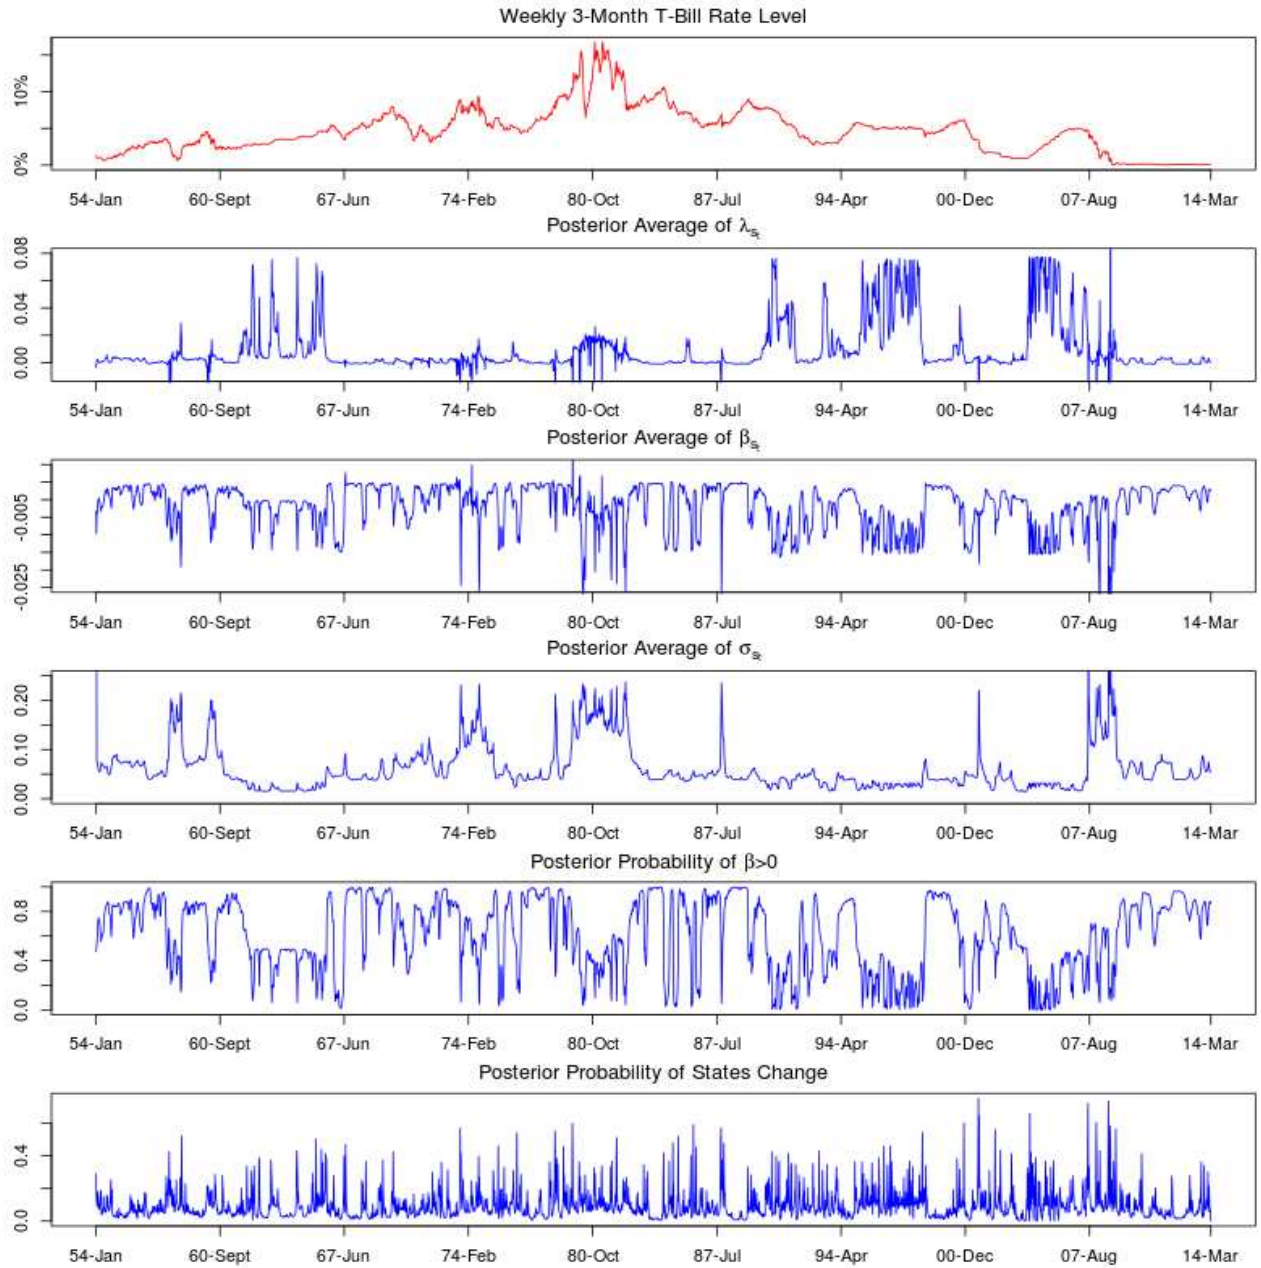 Weekly 3-Month T-Bill Rate Level
10%
0%
54-Jan 60-Sept 67-Jun 74-Feb 80-Oct 87-Jul 94-Apr 00-Dec 07-Aug 14-Mar
Posterior Average of λsₜ
0.08
0.04
0.00
54-Jan 60-Sept 67-Jun 74-Feb 80-Oct 87-Jul 94-Apr 00-Dec 07-Aug 14-Mar
Posterior Average of βsₜ
-0.005
-0.025
54-Jan 60-Sept 67-Jun 74-Feb 80-Oct 87-Jul 94-Apr 00-Dec 07-Aug 14-Mar
Posterior Average of σsₜ
0.20
0.10
0.00
54-Jan 60-Sept 67-Jun 74-Feb 80-Oct 87-Jul 94-Apr 00-Dec 07-Aug 14-Mar
Posterior Probability of β>0
0.8
0.4
0.0
54-Jan 60-Sept 67-Jun 74-Feb 80-Oct 87-Jul 94-Apr 00-Dec 07-Aug 14-Mar
Posterior Probability of States Change
0.4
0.0
54-Jan 60-Sept 67-Jun 74-Feb 80-Oct 87-Jul 94-Apr 00-Dec 07-Aug 14-Mar